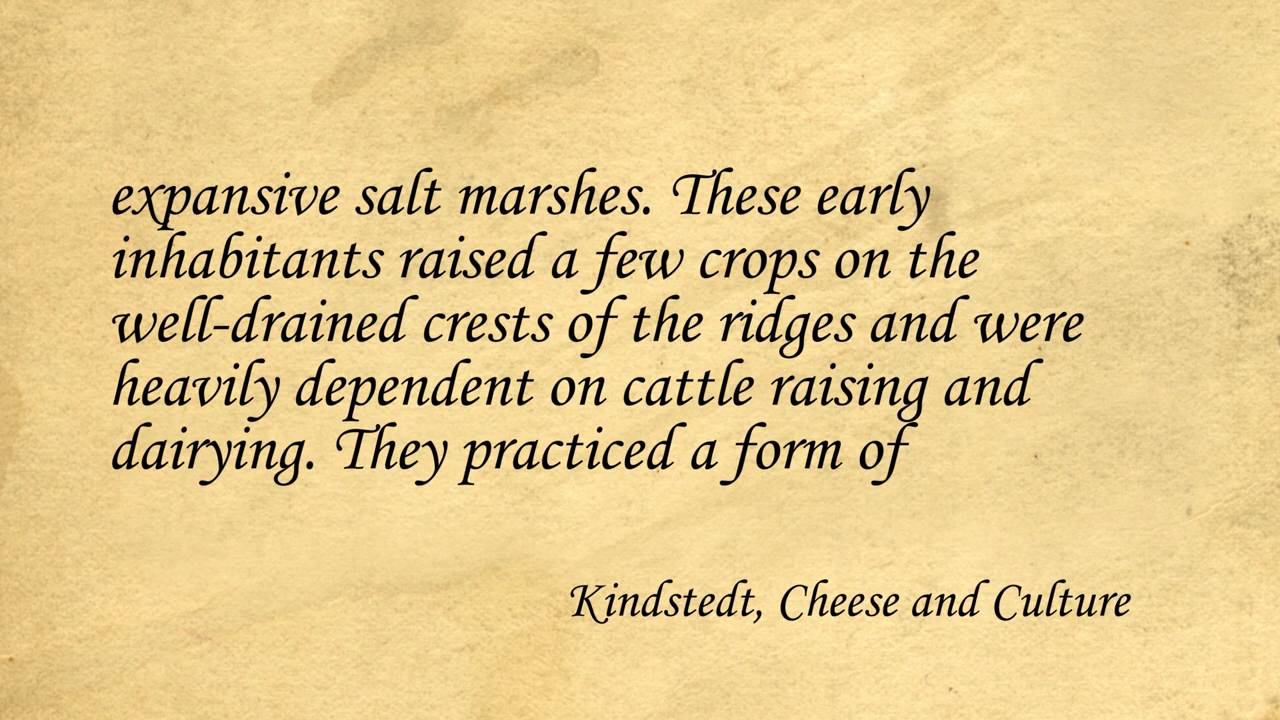 expansive salt marshes. These early
inhabitants raised a few crops on the
well-drained crests of the ridges and were
heavily dependent on cattle raising and
dairying. They practiced a form of
Kindstedt, Cheese and Culture